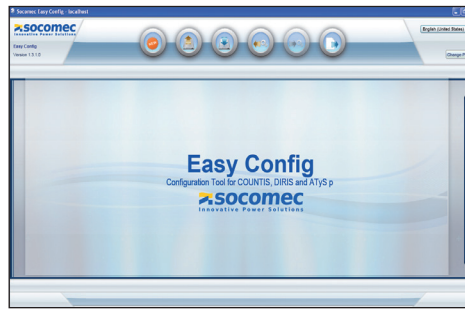 Socomec Easy Config - localhost
socomec
Innovative Power Solutions
Easy Config
Version 1.5.1.0
English (United States)
Easy Config
Configuration Tool for COUNTIS, DIRIS and ATyS p
socomec
Innovative Power Solutions